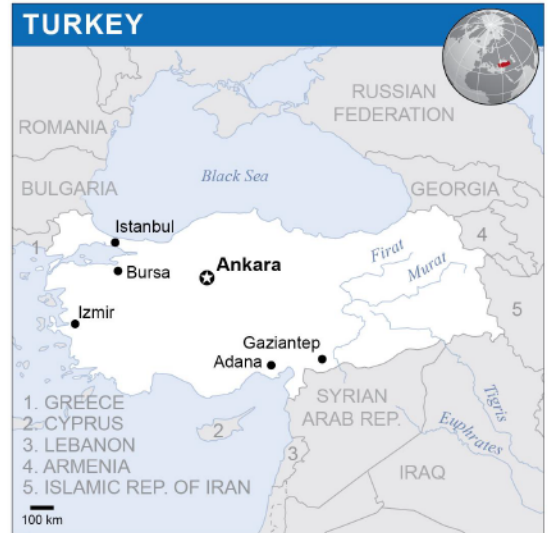 TURKEY
RUSSIAN
FEDERATION
ROMANIA
Black Sea
BULGARIA
GEORGIA
Istanbul
1
4
Firat
Ankara
Murat
Bursa
Izmir
5
Gaziantep
Adana
SYRIAN
ARAB REP.
Tigris
Euphrates
2
3
IRAQ
1. GREECE
2. CYPRUS
3. LEBANON
4. ARMENIA
5. ISLAMIC REP. OF IRAN
100 km